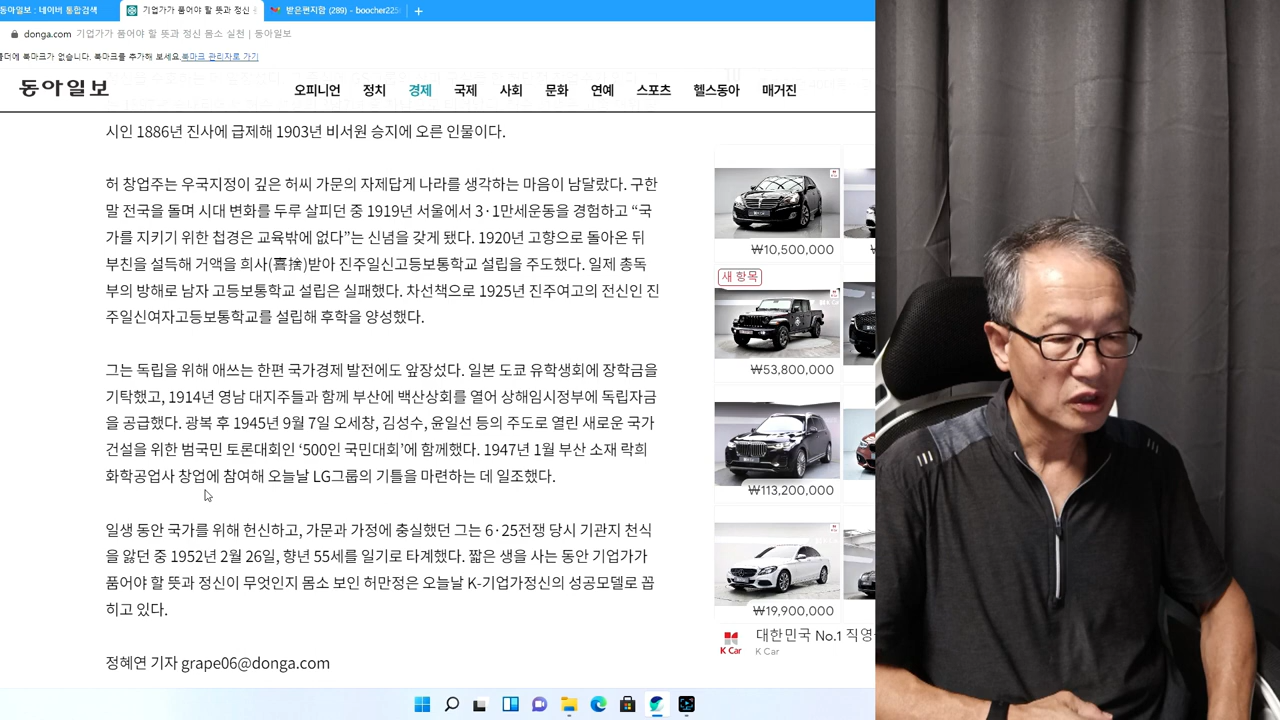 동아일보 : 네이버 통합검색
기업가가 품어야 할 뜻과 정신
받은편지함 (289) - boocher225
donga.com 기업가가 품어야 할 뜻과 정신 몸소 실천 | 동아일보
더에 북마크가 없습니다. 북마크를 추가해 보세요. 북마크 관리자로 가기
동아일보
오피니언 정치 경제 국제 사회 문화 연예 스포츠 헬스동아 매거진
시인 1886년 진사에 급제해 1903년 비서원 승지에 오른 인물이다.
허 창업주는 우국지정이 깊은 허씨 가문의 자제답게 나라를 생각하는 마음이 남달랐다. 구한
말 전국을 돌며 시대 변화를 두루 살피던 중 1919년 서울에서 3·1만세운동을 경험하고 “국
가를 지키기 위한 첩경은 교육밖에 없다”는 신념을 갖게 됐다. 1920년 고향으로 돌아온 뒤
부친을 설득해 거액을 희사(喜捨)받아 진주일신고등보통학교 설립을 주도했다. 일제 총독
부의 방해로 남자 고등보통학교 설립은 실패했다. 차선책으로 1925년 진주여고의 전신인 진
주일신여자고등보통학교를 설립해 후학을 양성했다.
그는 독립을 위해 애쓰는 한편 국가경제 발전에도 앞장섰다. 일본 도쿄 유학생회에 장학금을
기탁했고, 1914년 영남 대지주들과 함께 부산에 백산상회를 열어 상해임시정부에 독립자금
을 공급했다. 광복 후 1945년 9월 7일 오세창, 김성수, 윤일선 등의 주도로 열린 새로운 국가
건설을 위한 범국민 토론대회인 ‘500인 국민대회’에 함께했다. 1947년 1월 부산 소재 락희
화학공업사 창업에 참여해 오늘날 LG그룹의 기틀을 마련하는 데 일조했다.
일생 동안 국가를 위해 헌신하고, 가문과 가정에 충실했던 그는 6·25전쟁 당시 기관지 천식
을 앓던 중 1952년 2월 26일, 향년 55세를 일기로 타계했다. 짧은 생을 사는 동안 기업가가
품어야 할 뜻과 정신이 무엇인지 몸소 보인 허만정은 오늘날 K-기업가정신의 성공모델로 꼽
히고 있다.
정혜연 기자 grape06@donga.com
₩10,500,000
새 항목
₩53,800,000
₩113,200,000
₩19,900,000
대한민국 No.1 직영
K Car
K Car